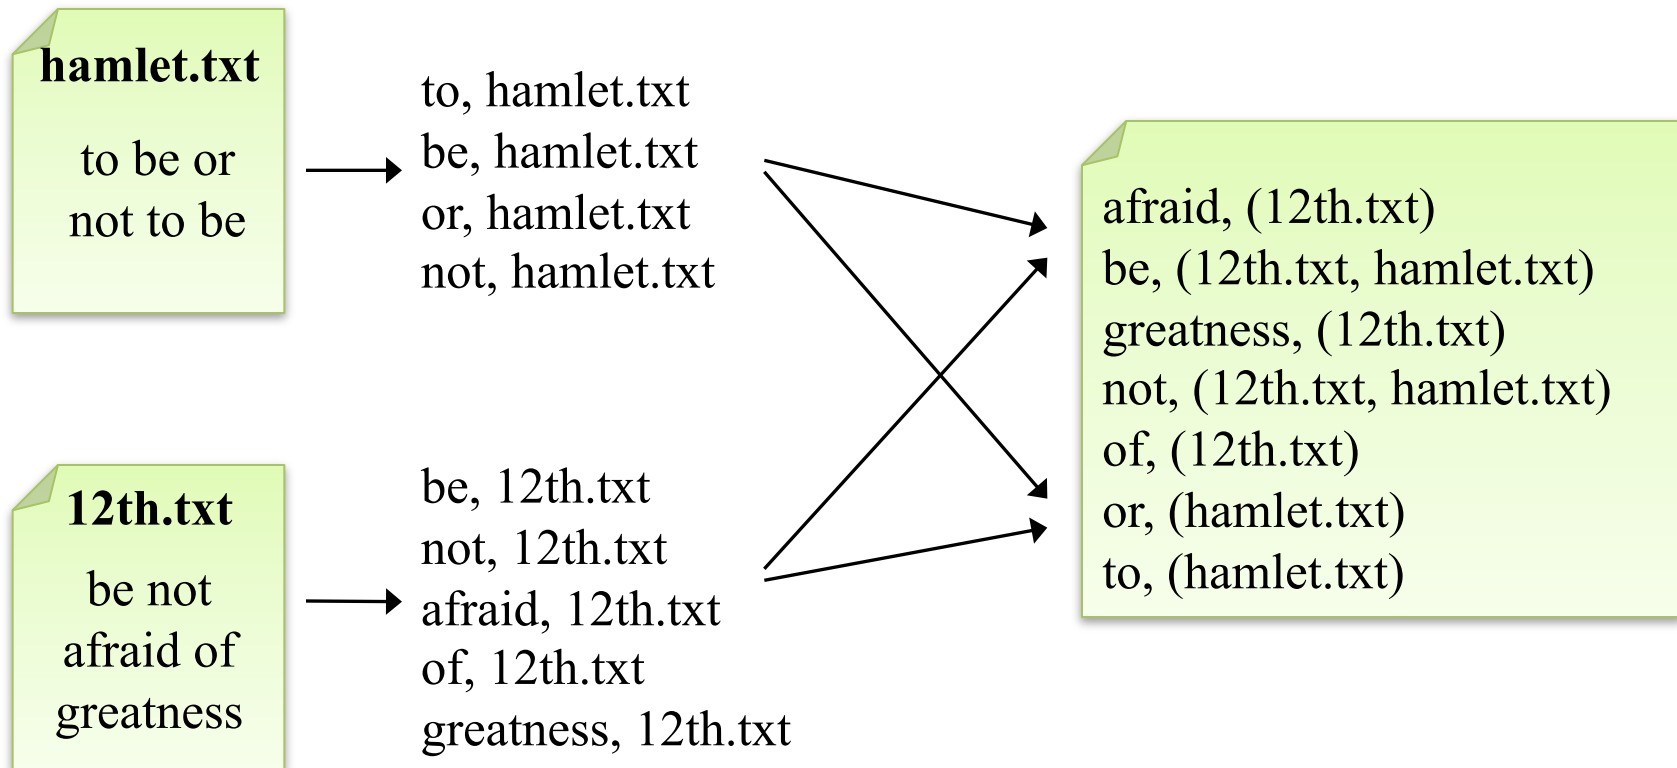 hamlet.txt
to be or
not to be
to, hamlet.txt
be, hamlet.txt
or, hamlet.txt
not, hamlet.txt
12th.txt
be not
afraid of
greatness
be, 12th.txt
not, 12th.txt
afraid, 12th.txt
of, 12th.txt
greatness, 12th.txt
afraid, (12th.txt)
be, (12th.txt, hamlet.txt)
greatness, (12th.txt)
not, (12th.txt, hamlet.txt)
of, (12th.txt)
or, (hamlet.txt)
to, (hamlet.txt)